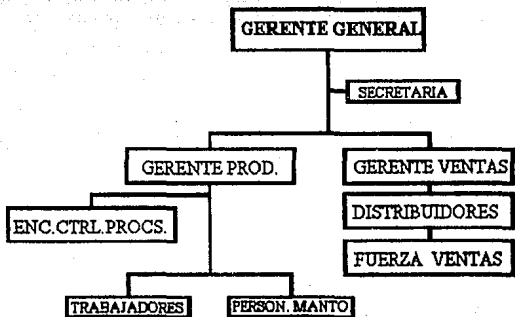 GERENTE GENERAL
SECRETARIA
GERENTE PROD.
GERENTE VENTAS
ENC.CTRL.PROCS.
DISTRIBUIDORES
FUERZA VENTAS
TRABAJADORES
PERSON. MANTO